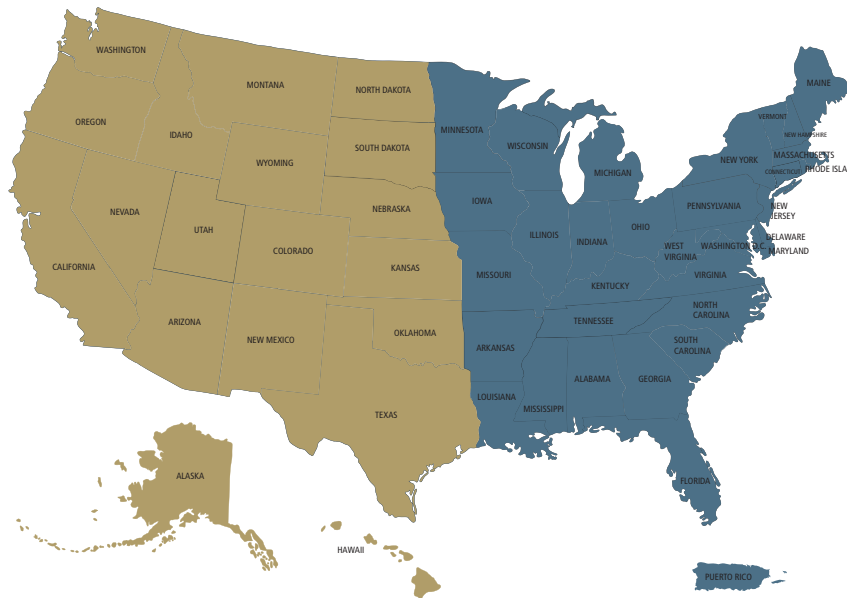 WASHINGTON
MAINE
MONTANA
NORTH DAKOTA
VERMONT
OREGON
MINNESOTA
IDAHO
NEW HAMPSHIRE
WISCONSIN
SOUTH DAKOTA
MASSACHUSETTS
WYOMING
NEW YORK
RHODE ISLA
MICHIGAN
CONNECTICUT
IOWA
NEBRASKA
PENNSYLVANIA
NEW
JERSEY
NEVADA
UTAH
OHIO
ILLINOIS
INDIANA
DELAWARE
WEST
VIRGINIA
WASHINGTON D.C.
MARYLAND
COLORADO
CALIFORNIA
KANSAS
MISSOURI
VIRGINIA
KENTUCKY
NORTH
CAROLINA
ARIZONA
TENNESSEE
OKLAHOMA
NEW MEXICO
SOUTH
CAROLINA
ARKANSAS
ALABAMA
GEORGIA
LOUISIANA
MISSISSIPPI
TEXAS
ALASKA
FLORIDA
HAWAII
PUERTO RICO